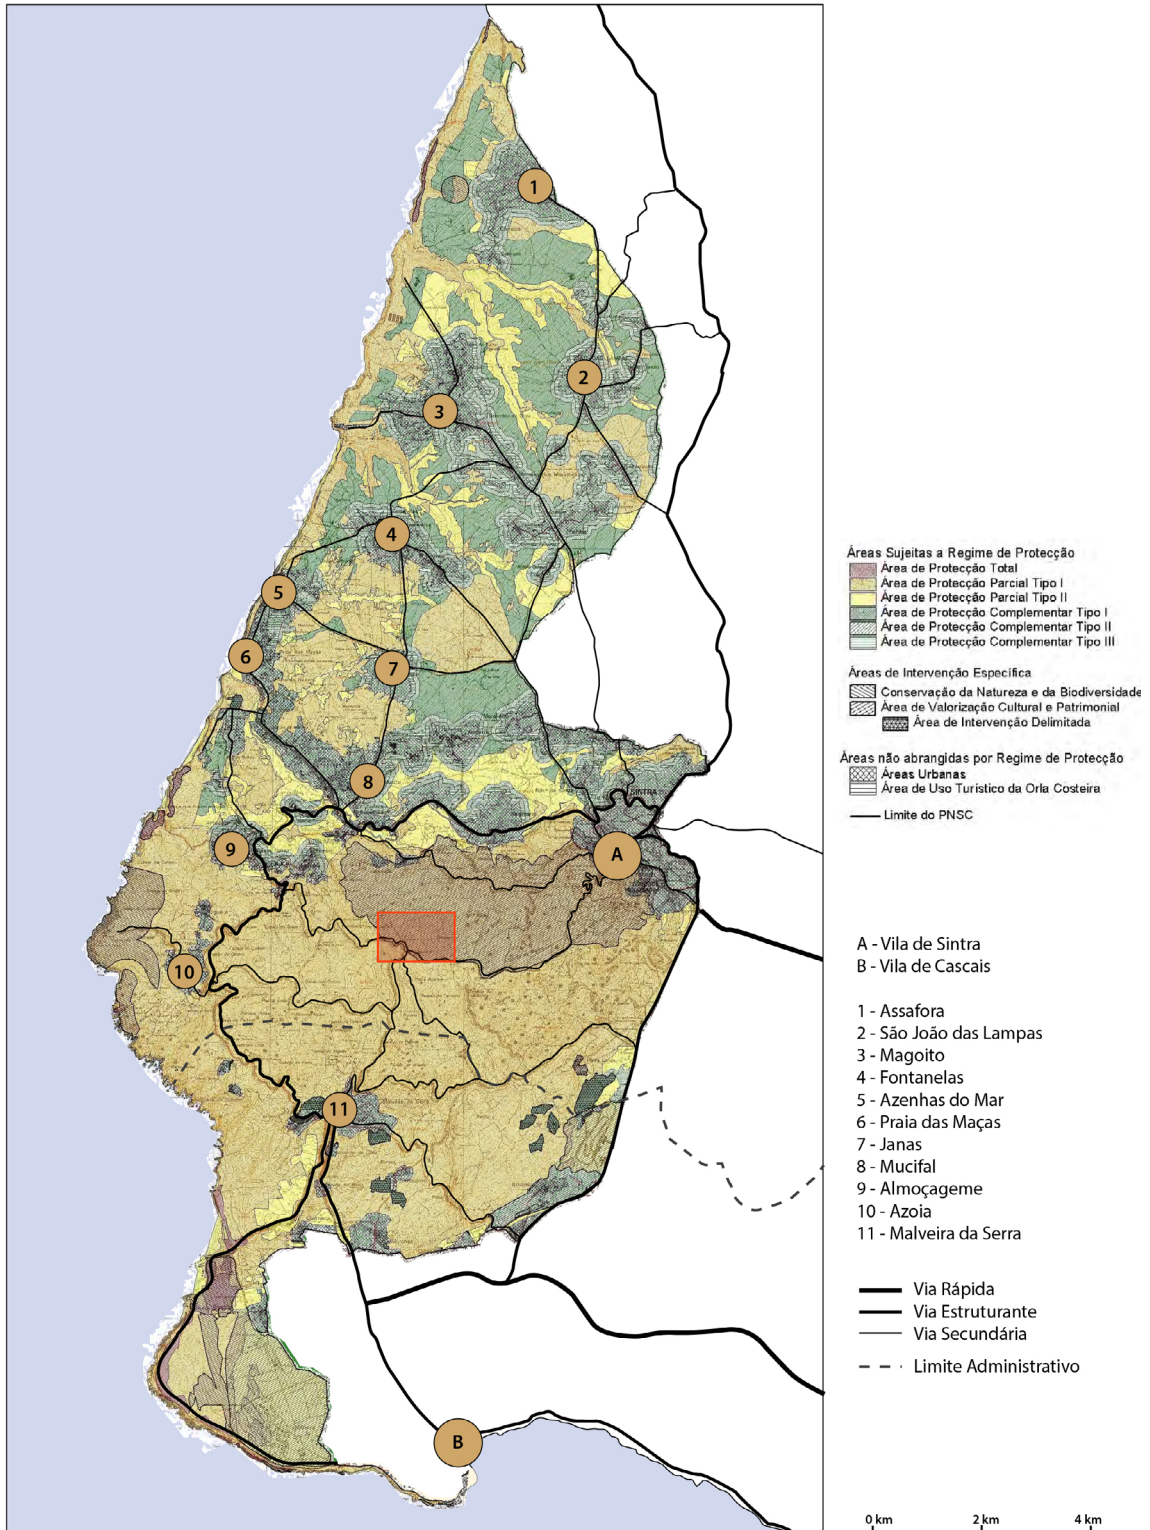 1
2
3
4
5
6
7
8
SINTRA
9
A
10
11
B
Áreas Sujeitas a Regime de Protecção
Área de Protecção Total
Área de Protecção Parcial Tipo I
Área de Protecção Parcial Tipo II
Área de Protecção Complementar Tipo I
Área de Protecção Complementar Tipo II
Área de Protecção Complementar Tipo III
Áreas de Intervenção Específica
Conservação da Natureza e da Biodiversidade
Área de Valorização Cultural e Patrimonial
Área de Intervenção Delimitada
Áreas não abrangidas por Regime de Protecção
Áreas Urbanas
Área de Uso Turístico da Orla Costeira
Limite do PNSC
A - Vila de Sintra
B - Vila de Cascais
1 - Assafora
2 - São João das Lampas
3 - Magoito
4 - Fontanelas
5 - Azenhas do Mar
6 - Praia das Maças
7 - Janas
8 - Mucifal
9 - Almoçageme
10 - Azoia
11 - Malveira da Serra
Via Rápida
Via Estruturante
Via Secundária
Limite Administrativo
0 km 2 km 4 km